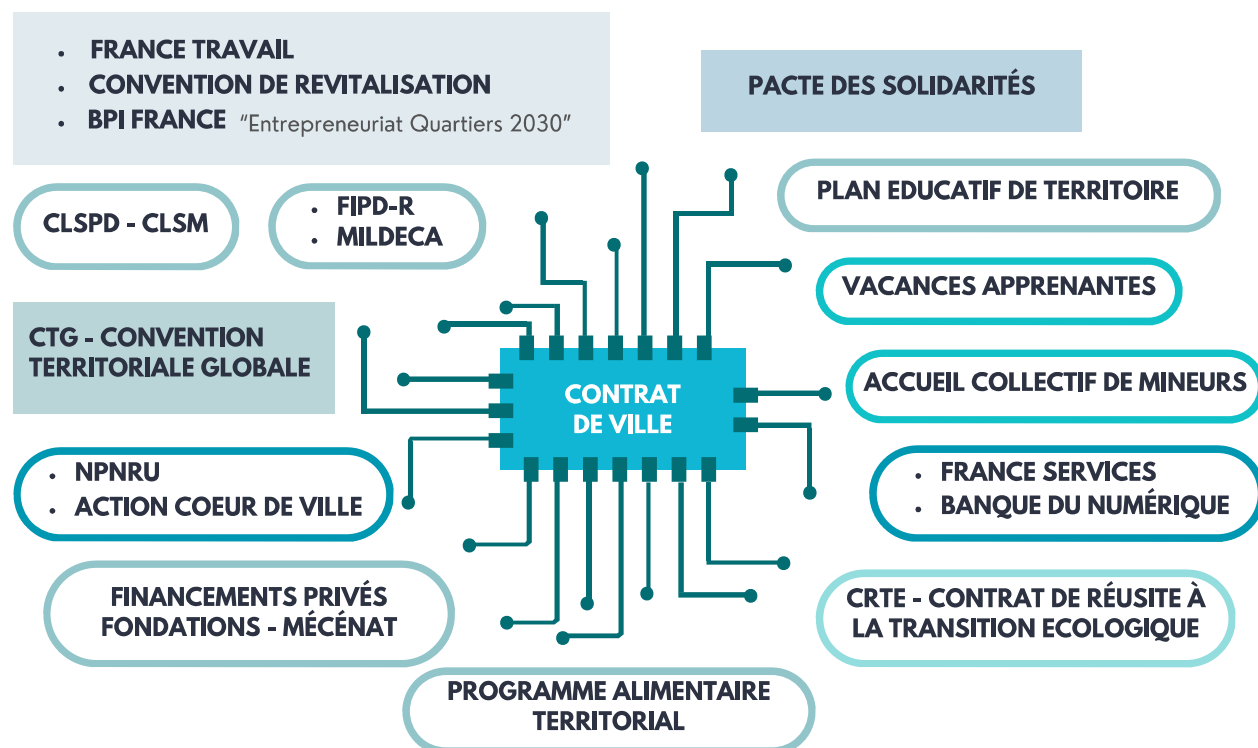 • FRANCE TRAVAIL
• CONVENTION DE REVITALISATION
• BPI FRANCE "Entrepreneuriat Quartiers 2030"
PACTE DES SOLIDARITÉS
CLSPD - CLSM
• FIPD-R
• MILDECA
PLAN EDUCATIF DE TERRITOIRE
VACANCES APPRENANTES
CTG - CONVENTION
TERRITORIALE GLOBALE
CONTRAT
DE VILLE
ACCUEIL COLLECTIF DE MINEURS
• NPNRU
• ACTION COEUR DE VILLE
• FRANCE SERVICES
• BANQUE DU NUMÉRIQUE
FINANCEMENTS PRIVÉS
FONDATIONS - MÉCÉNAT
CRTE - CONTRAT DE RÉUSITE À
LA TRANSITION ECOLOGIQUE
PROGRAMME ALIMENTAIRE
TERRITORIAL